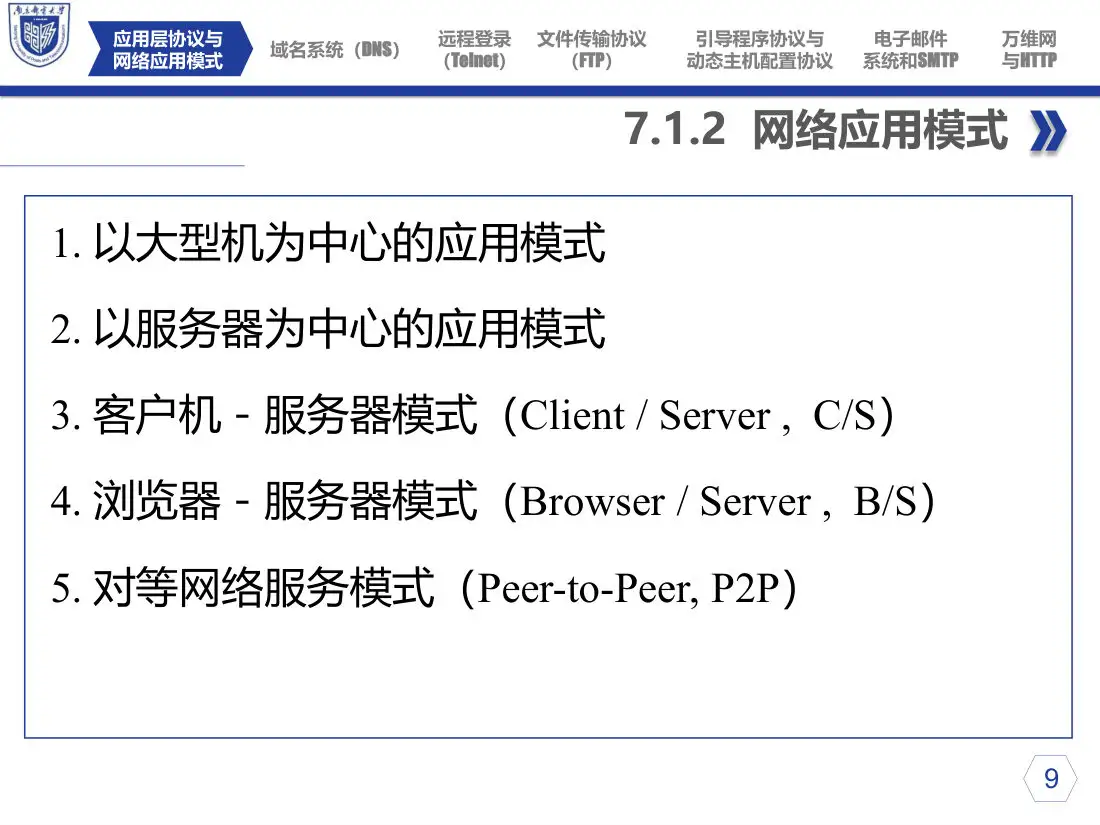 南京邮电大学
应用层协议与
网络应用模式
域名系统（DNS）
远程登录
（Telnet）
文件传输协议
（FTP）
引导程序协议与
动态主机配置协议
电子邮件
系统和SMTP
万维网
与HTTP
7.1.2 网络应用模式
1. 以大型机为中心的应用模式
2. 以服务器为中心的应用模式
3. 客户机－服务器模式（Client / Server , C/S）
4. 浏览器－服务器模式（Browser / Server , B/S）
5. 对等网络服务模式（Peer-to-Peer, P2P）
9